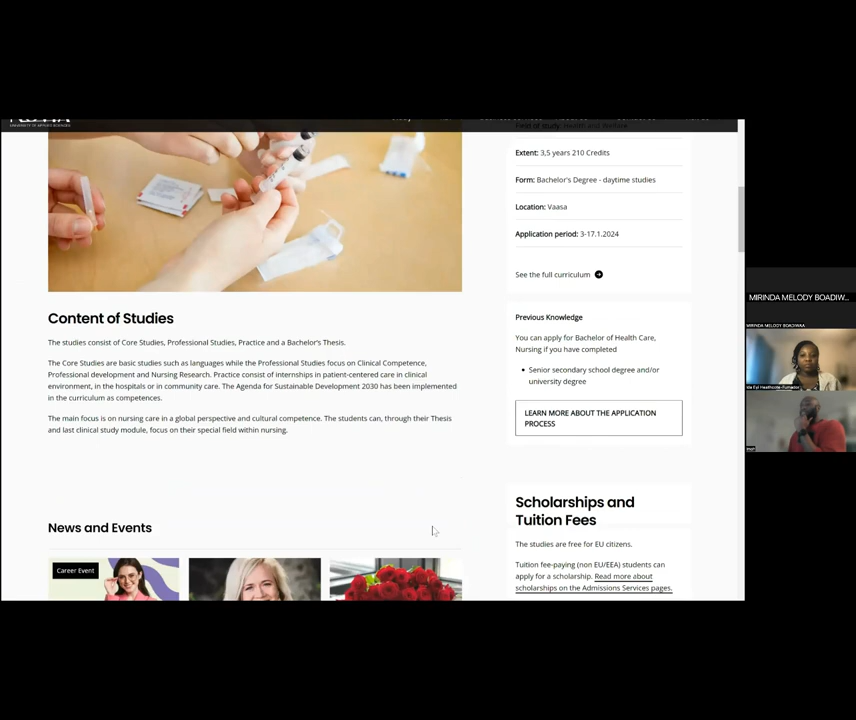 UNIVERSITY OF APPLIED SCIENCES
Field of study: Health and Welfare
Extent: 3,5 years 210 Credits
Form: Bachelor's Degree - daytime studies
Location: Vaasa
Application period: 3-17.1.2024
See the full curriculum
Content of Studies
The studies consist of Core Studies, Professional Studies, Practice and a Bachelor's Thesis.
The Core Studies are basic studies such as languages while the Professional Studies focus on Clinical Competence,
Professional development and Nursing Research. Practice consist of internships in patient-centered care in clinical
environment, in the hospitals or in community care. The Agenda for Sustainable Development 2030 has been implemented
in the curriculum as competences.
The main focus is on nursing care in a global perspective and cultural competence. The students can, through their Thesis
and last clinical study module, focus on their special field within nursing.
Previous Knowledge
You can apply for Bachelor of Health Care,
Nursing if you have completed
Senior secondary school degree and/or
university degree
LEARN MORE ABOUT THE APPLICATION
PROCESS
Scholarships and
Tuition Fees
The studies are free for EU citizens.
Tuition fee-paying (non EU/EEA) students can
apply for a scholarship. Read more about
scholarships on the Admissions Services pages.
News and Events
Career Event
MIRINDA MELODY BOADIW...
MIRINDA MELODY BOADIWAA